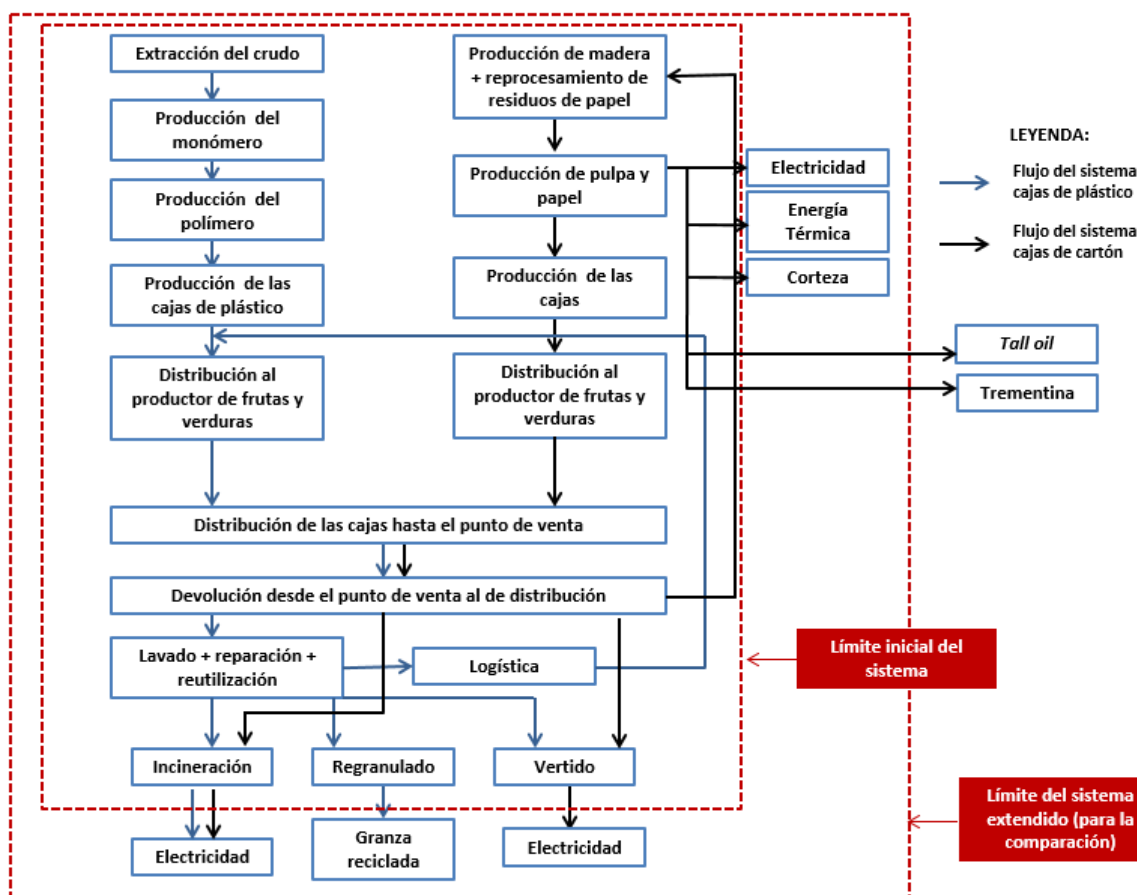 Extracción del crudo
Producción del
monómero
Producción del
polímero
Producción de las
cajas de plástico
Distribución al
productor de frutas y
verduras
Producción de madera
+ reprocesamiento de
residuos de papel
Producción de pulpa y
papel
Producción de las
cajas
Distribución al
productor de frutas y
verduras
Electricidad
Energía
Térmica
Corteza
Tall oil
Trementina
LEYENDA:
Flujo del sistema
cajas de plástico
Flujo del sistema
cajas de cartón
Distribución de las cajas hasta el punto de venta
Devolución desde el punto de venta al de distribución
Lavado + reparación +
reutilización
Logística
Límite inicial del
sistema
Incineración
Regranulado
Vertido
Electricidad
Granza
reciclada
Electricidad
Límite del sistema
extendido (para la
comparación)